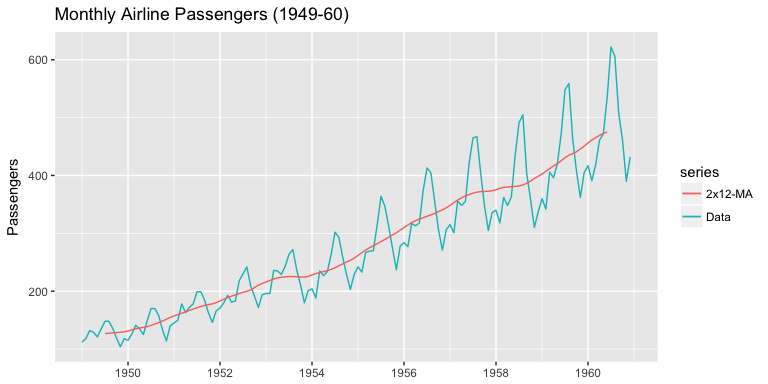 Monthly Airline Passengers (1949-60)
Passengers
600
400
200
1950 1952 1954 1956 1958 1960
series
2x12-MA
Data